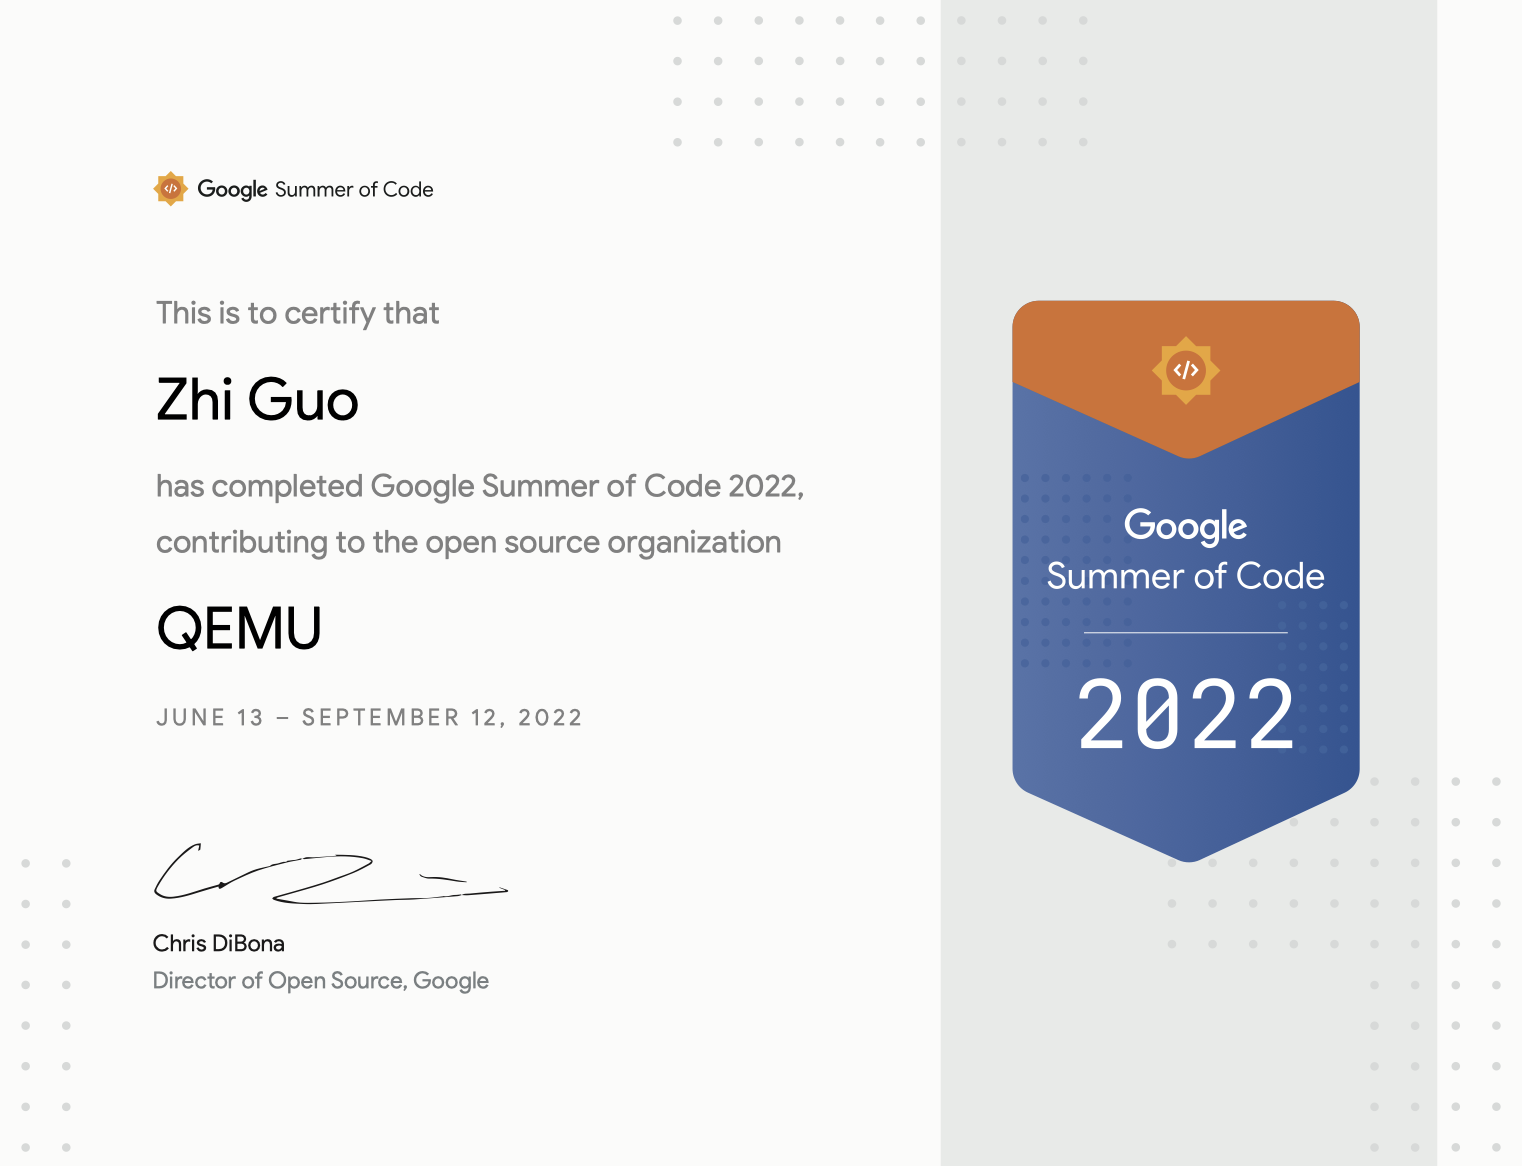 Google Summer of Code
This is to certify that
Zhi Guo
has completed Google Summer of Code 2022,
contributing to the open source organization
QEMU
JUNE 13 – SEPTEMBER 12, 2022
Chris DiBona
Director of Open Source, Google
</>
Google
Summer of Code
2022